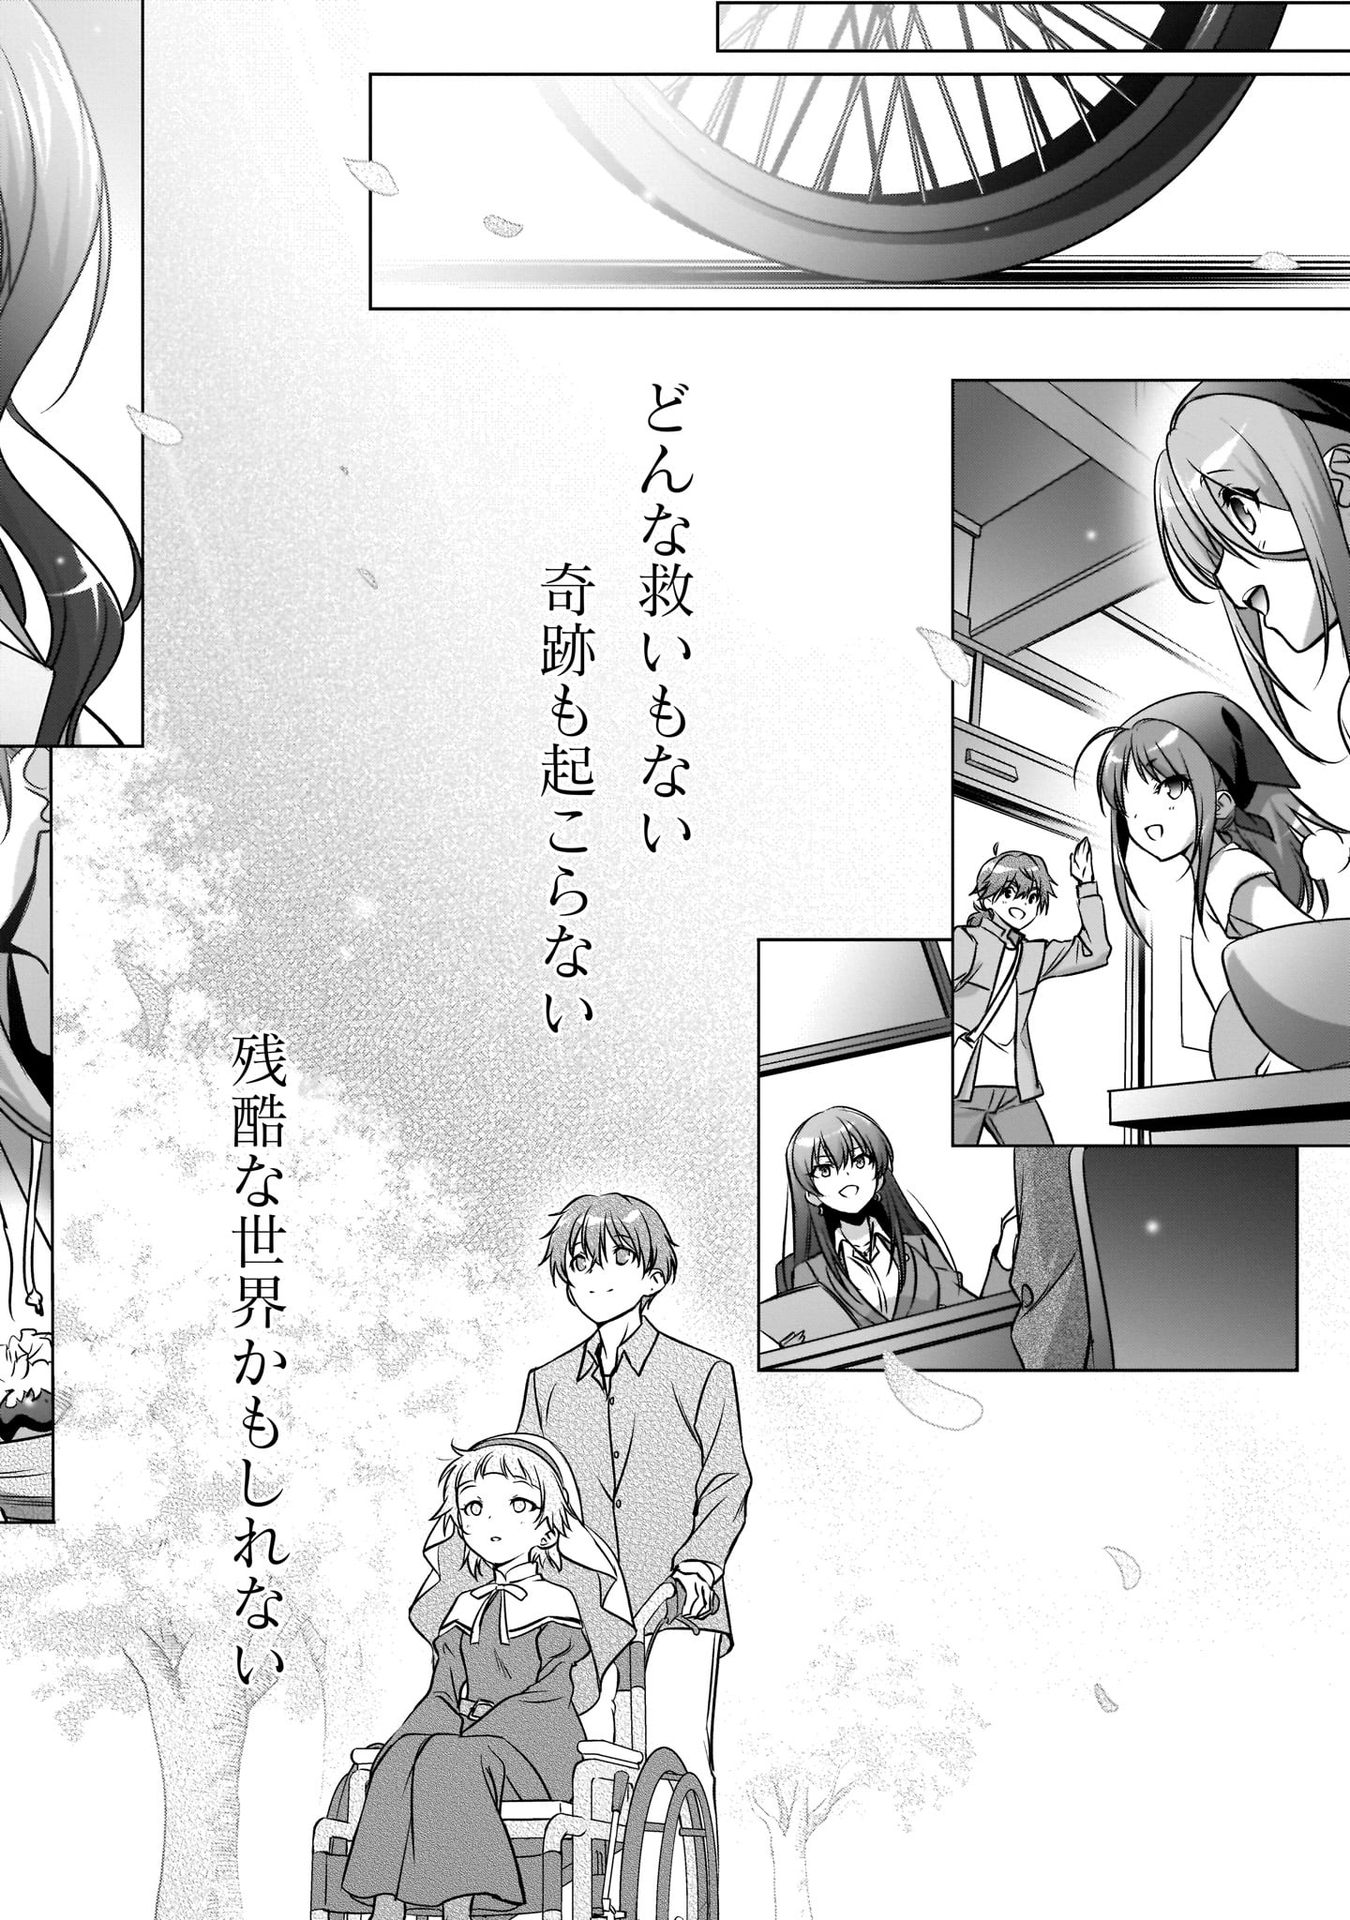 どんな救いもない
奇跡も起こらない
残酷な世界かもしれない